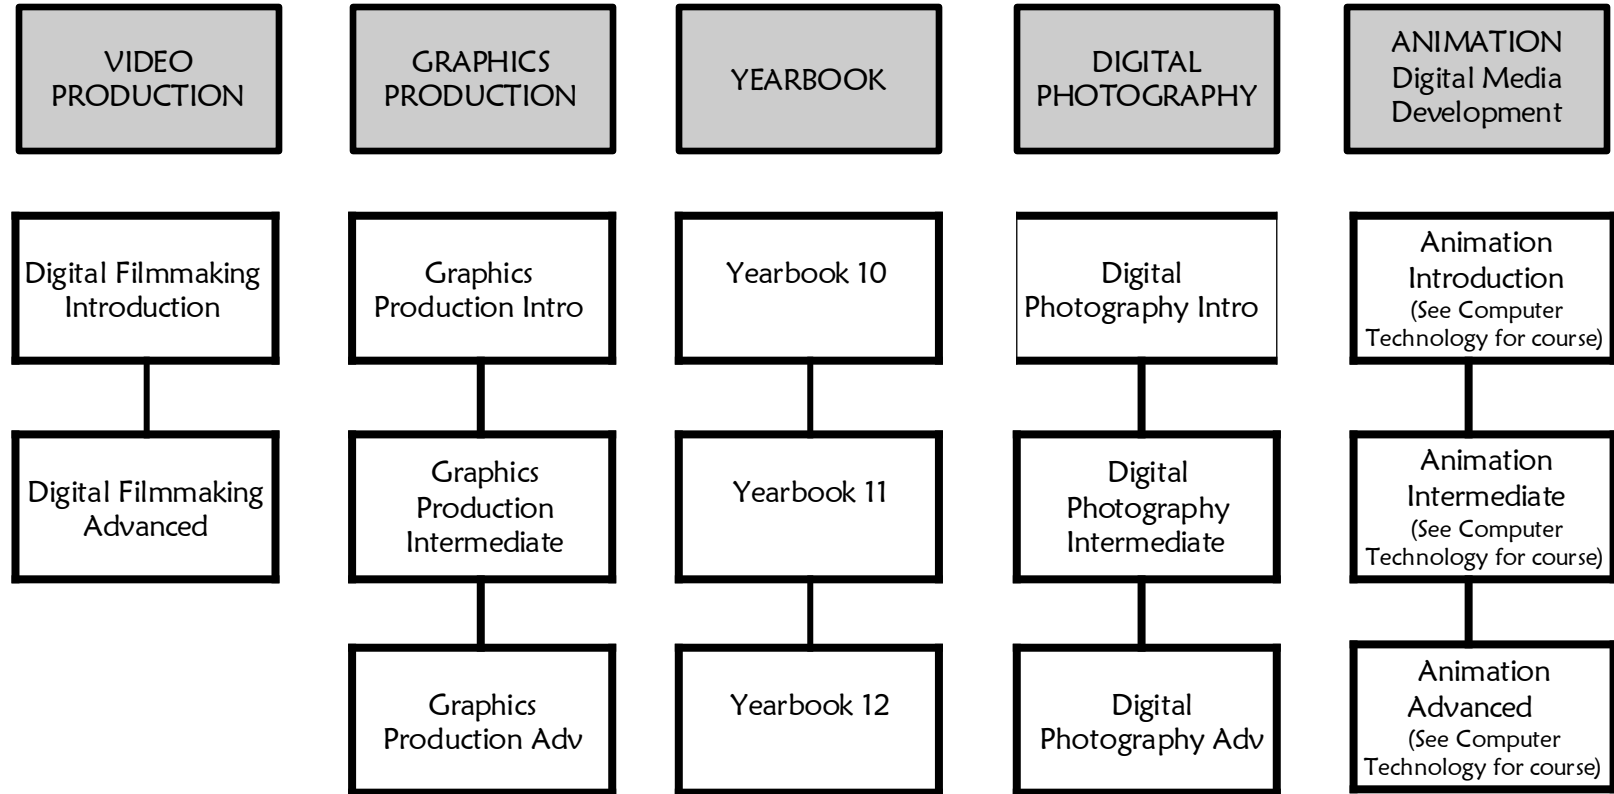 VIDEO
PRODUCTION
GRAPHICS
PRODUCTION
YEARBOOK
DIGITAL
PHOTOGRAPHY
ANIMATION
Digital Media
Development
Digital Filmmaking
Introduction
Graphics
Production Intro
Yearbook 10
Digital
Photography Intro
Animation
Introduction
(See Computer
Technology for course)
Digital Filmmaking
Advanced
Graphics
Production
Intermediate
Yearbook 11
Digital
Photography
Intermediate
Animation
Intermediate
(See Computer
Technology for course)
Graphics
Production Adv
Yearbook 12
Digital
Photography Adv
Animation
Advanced
(See Computer
Technology for course)